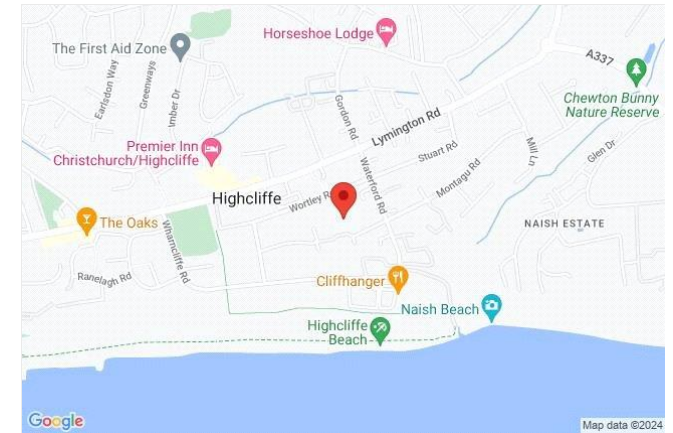 Horseshoe Lodge
The First Aid Zone
A337
Earlsdon Way
Greenways
Imber Dr
Chewton Bunny
Nature Reserve
Gordon Rd
Lymington Rd
Premier Inn
Christchurch/Highcliffe
Stuart Rd
Mill Ln
Glen Dr
Waterford Rd
Montagu Rd
Highcliffe
Wortley R
The Oaks
NAISH ESTATE
Wharncliffe Rd
Ranelagh Rd
Cliffhanger
Naish Beach
Highcliffe
Beach
Google
Map data ©2024